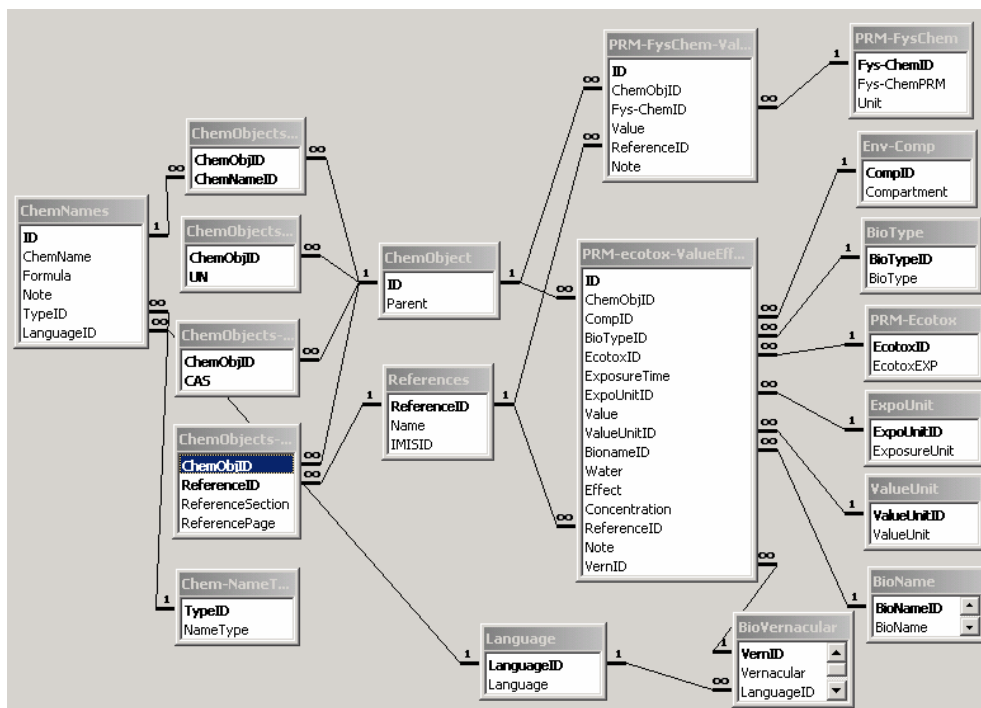 ChemNames
ID
ChemName
Formula
Note
TypeID
LanguageID
ChemObjects...
ChemObjID
ChemNameID
ChemObjects...
ChemObjID
UN
ChemObjects-...
ChemObjID
CAS
ChemObjects-...
ChemObjID
ReferenceID
ReferenceSection
ReferencePage
Chem-NameT...
TypeID
NameType
ChemObject
ID
Parent
References
ReferenceID
Name
IMISID
Language
LanguageID
Language
PRM-FysChem-Val...
ID
ChemObjID
Fys-ChemID
Value
ReferenceID
Note
PRM-ecotox-ValueEff...
ID
ChemObjID
CompID
BioTypeID
EcotoxID
ExposureTime
ExpoUnitID
Value
ValueUnitID
BionameID
Water
Effect
Concentration
ReferenceID
Note
VernID
BioVernacular
VernID
Vernacular
LanguageID
PRM-FysChem
Fys-ChemID
Fys-ChemPRM
Unit
Env-Comp
CompID
Compartment
BioType
BioTypeID
BioType
PRM-Ecotox
EcotoxID
EcotoxEXP
ExpoUnit
ExpoUnitID
ExposureUnit
ValueUnit
ValueUnitID
ValueUnit
BioName
BioNameID
BioName